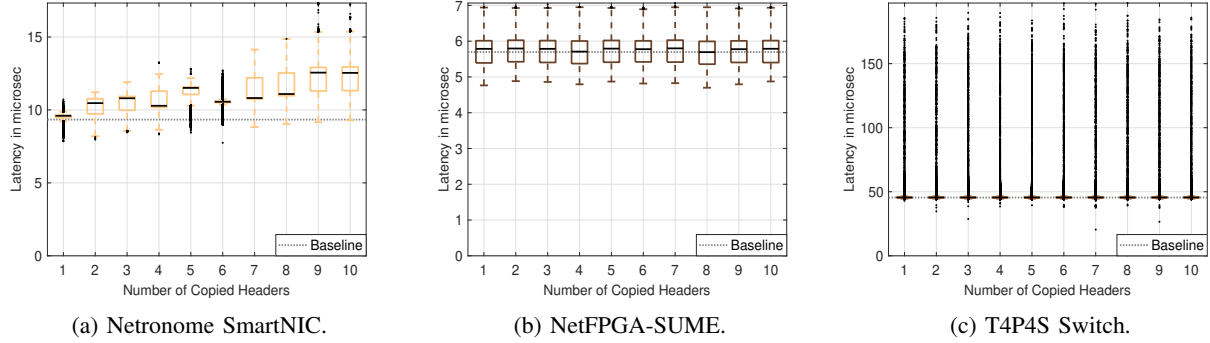 15
10
5
0
Latency in microsec
1 2 3 4 5 6 7 8 9 10
Number of Copied Headers
Baseline
(a) Netronome SmartNIC.
7
6
5
4
3
2
1
0
Latency in microsec
1 2 3 4 5 6 7 8 9 10
Number of Copied Headers
Baseline
(b) NetFPGA-SUME.
150
100
50
0
Latency in microsec
1 2 3 4 5 6 7 8 9 10
Number of Copied Headers
Baseline
(c) T4P4S Switch.